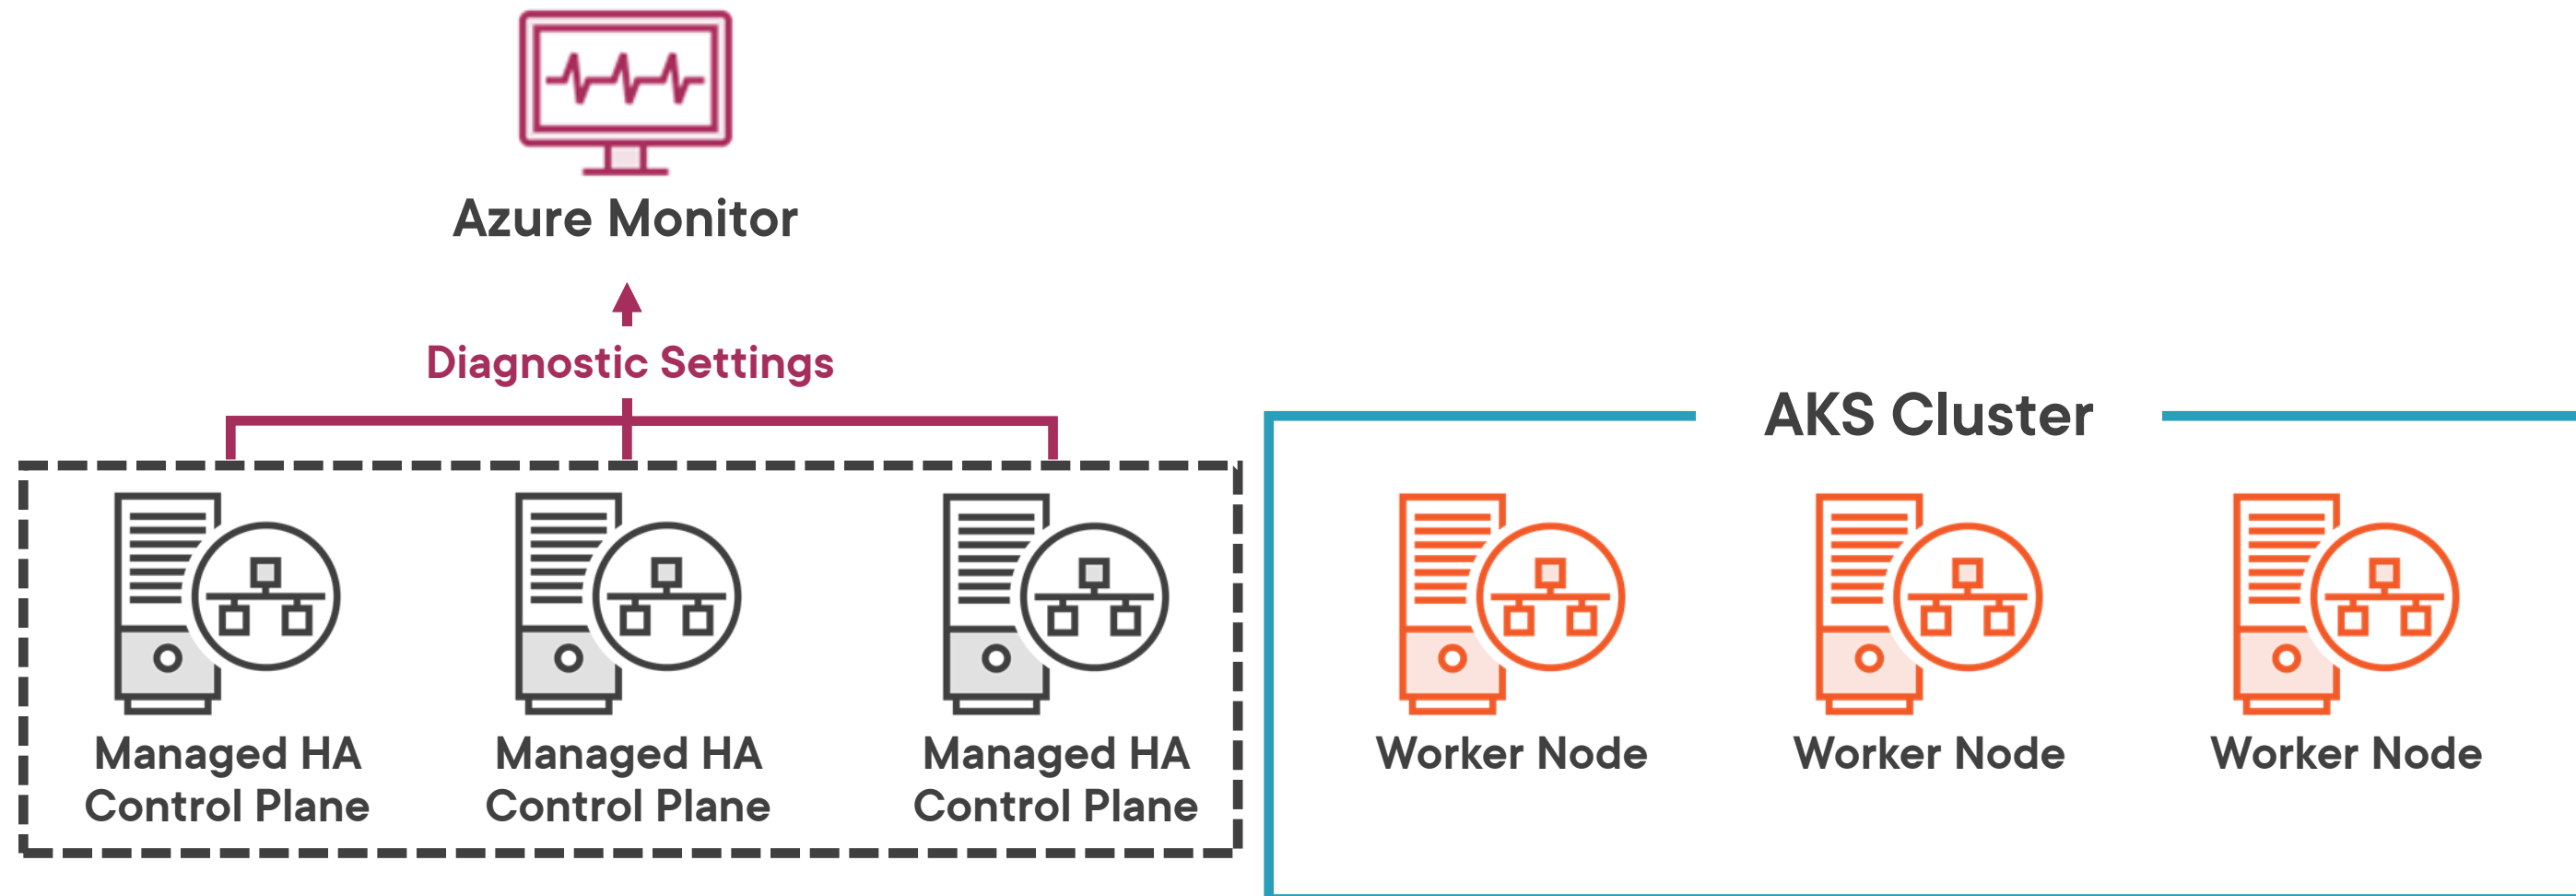 Azure Monitor
Diagnostic Settings
AKS Cluster
Managed HA
Control Plane
Managed HA
Control Plane
Managed HA
Control Plane
Worker Node
Worker Node
Worker Node